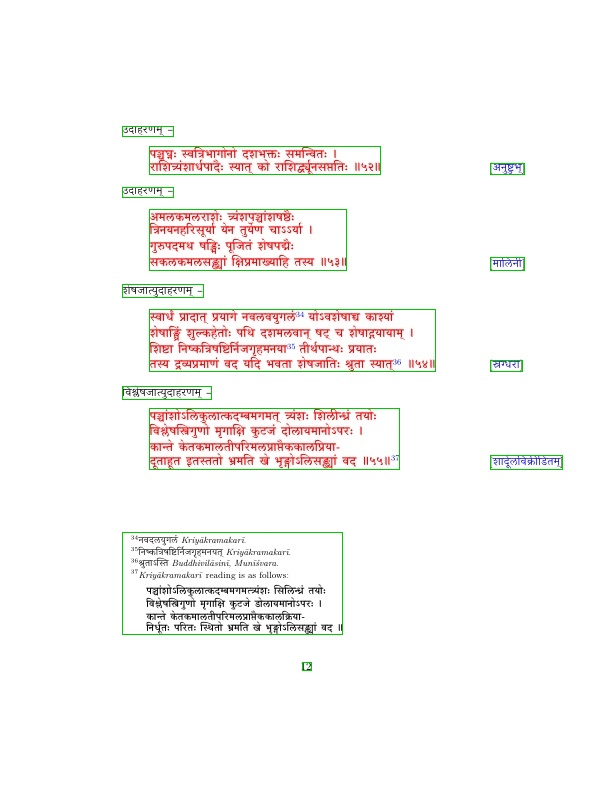 उदाहरणम् –
पञ्चघ्नः स्वत्रिभागोनो दशभक्तः समन्वितः ।
राशित्र्यंशार्धपादैः स्यात् को राशिर्द्व्यूनसप्ततिः ॥५२॥ अनुष्टुभ्
उदाहरणम् –
अमलकमलराशेः त्र्यंशपञ्चांशषष्ठैः
त्रिनयनहरिसूर्या येन तुर्येण चाऽऽर्या ।
गुरुपदमथ षड्भिः पूजितं शेषपद्मैः
सकलकमलसङ्ख्यां क्षिप्रमाख्याहि तस्य ॥५३॥ मालिनी
शेषजात्युदाहरणम् –
स्वार्धं प्रादात् प्रयागे नवलवयुगलं34 योऽवशेषाच्च काश्यां
शेषाङ्घ्रिं शुल्कहेतोः पथि दशमलवान् षट् च शेषाद्गयायाम् ।
शिष्टा निष्कत्रिषष्टिर्निजगृहमनया35 तीर्थपान्थः प्रयातः
तस्य द्रव्यप्रमाणं वद यदि भवता शेषजातिः श्रुता स्यात्36 ॥५४॥ स्रग्धरा
विश्लेषजात्युदाहरणम् –
पञ्चांशोऽलिकुलात्कदम्बमगमत् त्र्यंशः शिलीन्ध्रं तयोः
विश्लेषस्त्रिगुणो मृगाक्षि कुटजं दोलायमानोऽपरः ।
कान्ते केतकमालतीपरिमलप्राप्तैककालप्रिया-
दूताहूत इतस्ततो भ्रमति खे भृङ्गोऽलिसङ्ख्यां वद ॥५५॥37 शार्दूलविक्रीडितम्
34नवदलयुगलं Kriyākramakarī.
35निष्कत्रिषष्टिर्निजगृहमनयत् Kriyākramakarī.
36श्रुताऽस्ति Buddhivilāsinī, Munīśvara.
37Kriyākramakarī reading is as follows:
पञ्चांशोऽलिकुलात्कदम्बमगमत्त्र्यंशः सिलिन्ध्रं तयोः
विश्लेषस्त्रिगुणो मृगाक्षि कुटजे डोलायमानोऽपरः ।
कान्ते केतकमालतीपरिमलप्राप्तैककालक्रिया-
निर्धूतः परितः स्थितो भ्रमति खे भृङ्गोऽलिसङ्ख्यां वद ॥
12